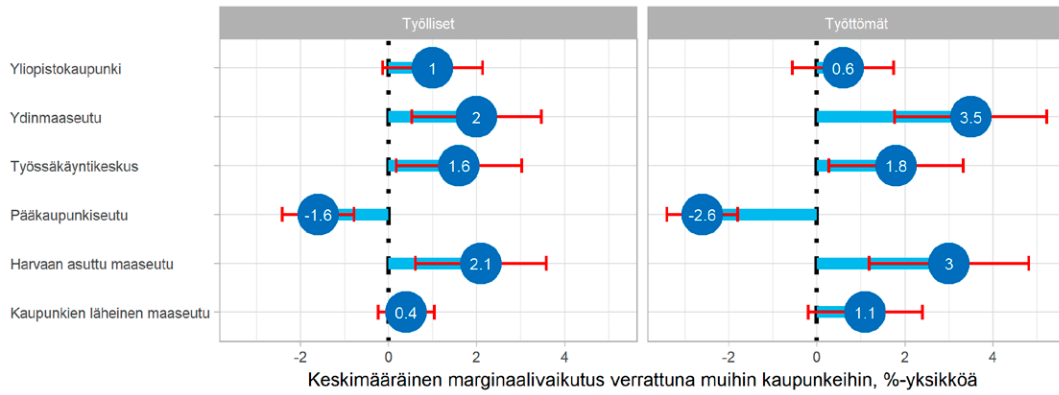 Työlliset Työttömät
Yliopistokaupunki 1 0.6
Ydinmaaseutu 2 3.5
Työssäkäyntikeskus 1.6 1.8
Pääkaupunkiseutu -1.6 -2.6
Harvaan asuttu maaseutu 2.1 3
Kaupunkien läheinen maaseutu 0.4 1.1
-2 0 2 4 -2 0 2 4
Keskimääräinen marginaalivaikutus verrattuna muihin kaupunkeihin, %-yksikköä